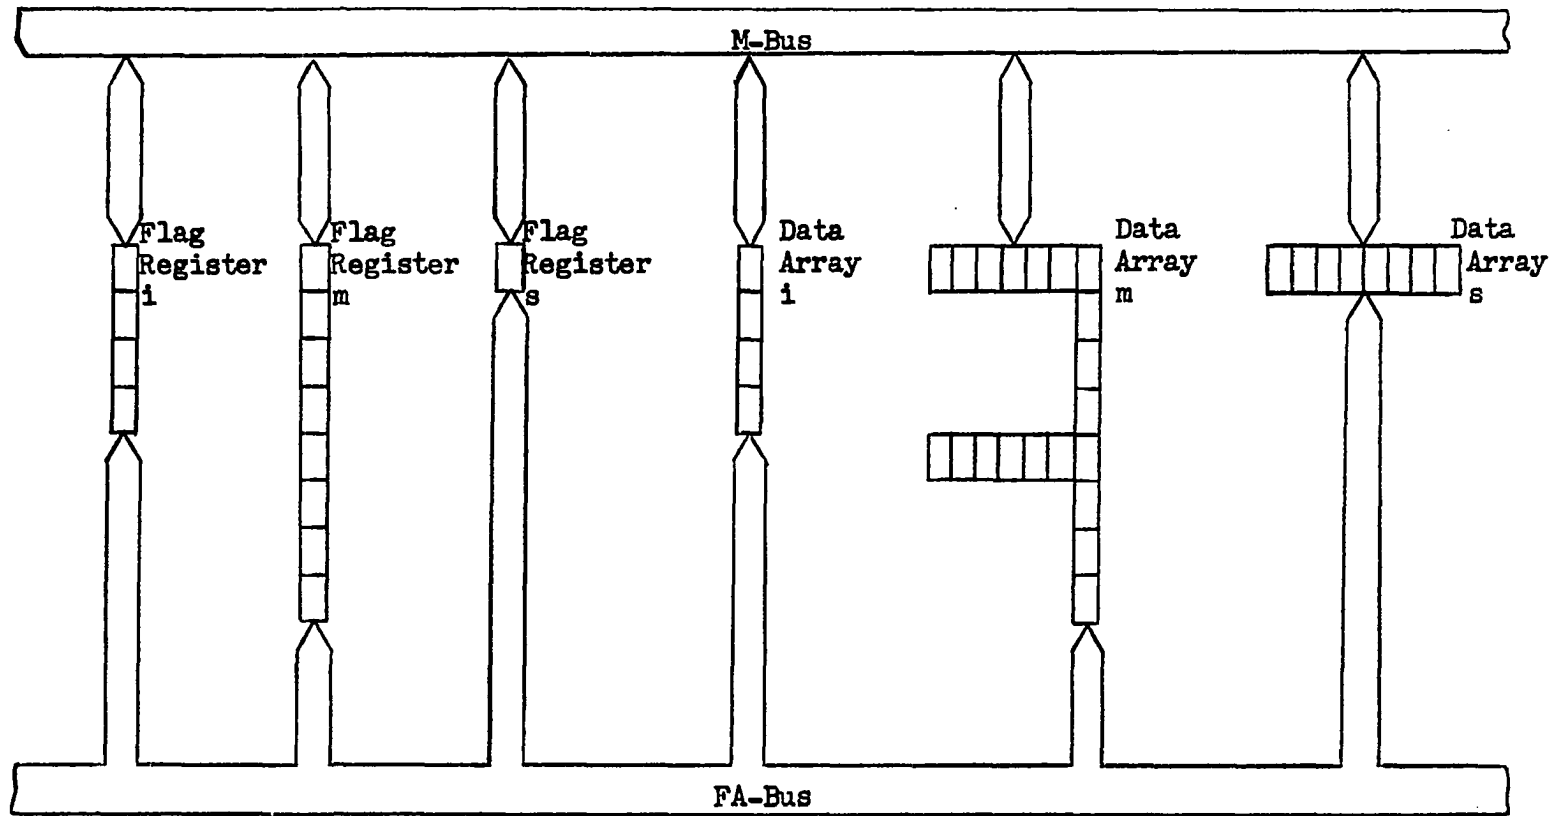 M-Bus
Flag
Register
i
Flag
Register
m
Flag
Register
s
Data
Array
i
Data
Array
m
Data
Array
s
FA-Bus